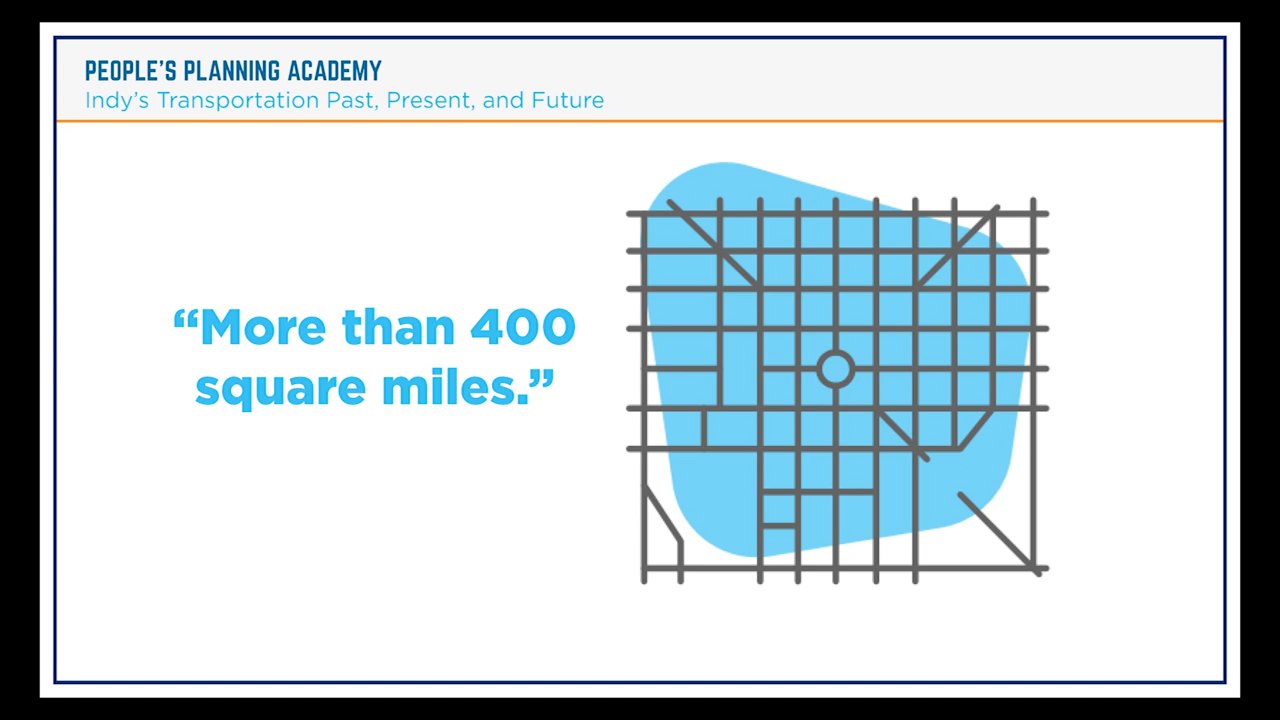 PEOPLE'S PLANNING ACADEMY
Indy's Transportation Past, Present, and Future
“More than 400
square miles.”